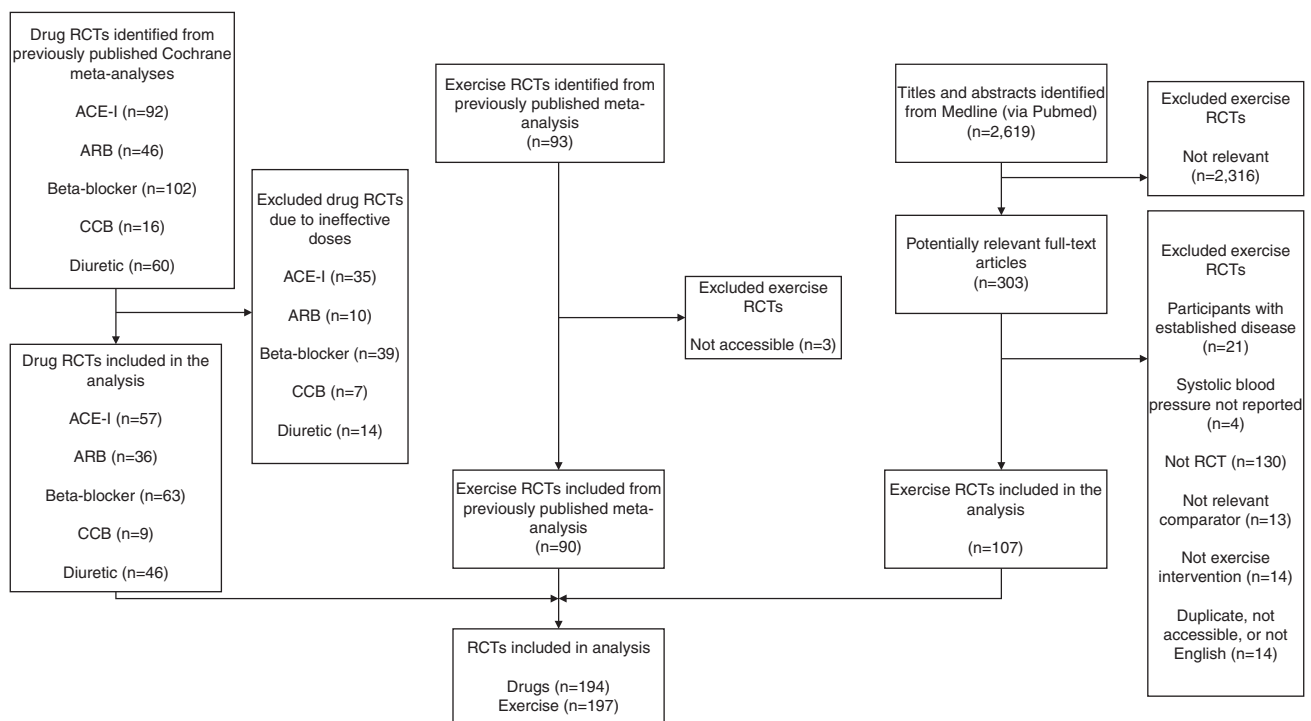 Drug RCTs identified from
previously published Cochrane
meta-analyses
ACE-I (n=92)
ARB (n=46)
Beta-blocker (n=102)
CCB (n=16)
Diuretic (n=60)
Excluded drug RCTs
due to ineffective
doses
ACE-I (n=35)
ARB (n=10)
Beta-blocker (n=39)
CCB (n=7)
Diuretic (n=14)
Drug RCTs included in the
analysis
ACE-I (n=57)
ARB (n=36)
Beta-blocker (n=63)
CCB (n=9)
Diuretic (n=46)
Exercise RCTs identified from
previously published meta-
analysis
(n=93)
Excluded exercise
RCTs
Not accessible (n=3)
Exercise RCTs included from
previously published meta-
analysis
(n=90)
Titles and abstracts identified
from Medline (via Pubmed)
(n=2,619)
Excluded exercise
RCTs
Not relevant
(n=2,316)
Potentially relevant full-text
articles
(n=303)
Excluded exercise
RCTs
Participants with
established disease
(n=21)
Systolic blood
pressure not reported
(n=4)
Not RCT (n=130)
Not relevant
comparator (n=13)
Not exercise
intervention (n=14)
Duplicate, not
accessible, or not
English (n=14)
Exercise RCTs included in the
analysis
(n=107)
RCTs included in analysis
Drugs (n=194)
Exercise (n=197)